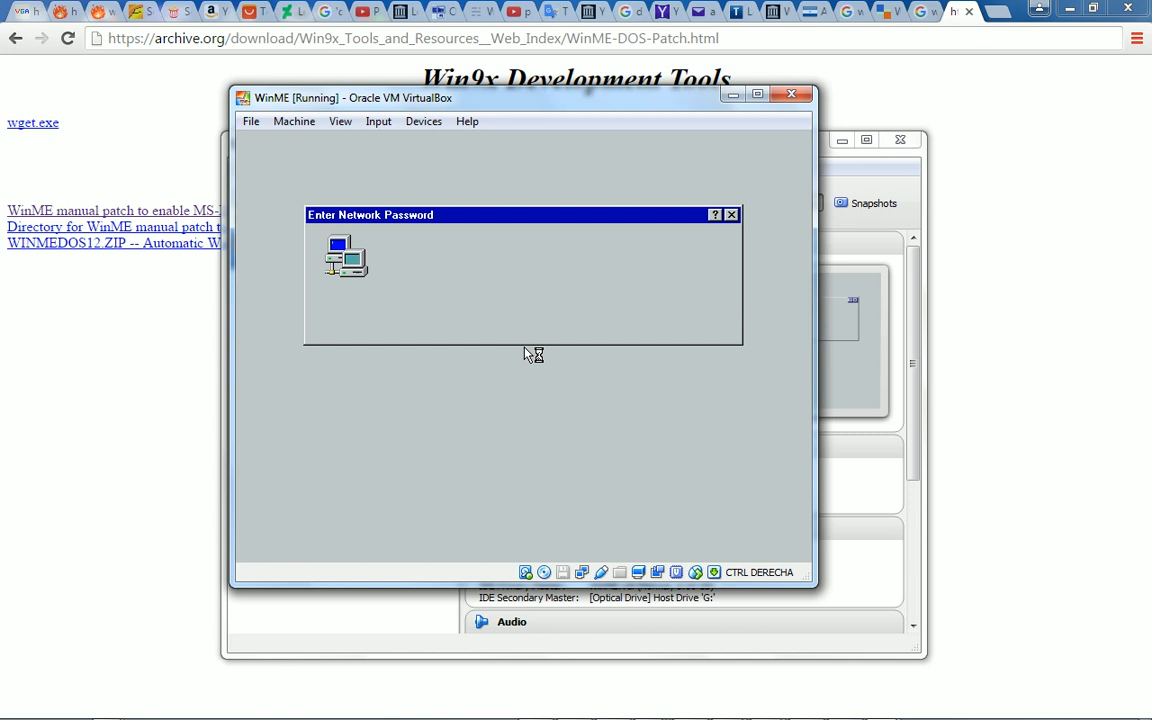 https://archive.org/download/Win9x_Tools_and_Resources__Web_Index/WinME-DOS-Patch.html
Win9x Development Tools
WinME [Running] - Oracle VM VirtualBox
File Machine View Input Devices Help
wget.exe
Snapshots
WinME manual patch to enable MS-
Directory for WinME manual patch t
WINMEDOS12.ZIP -- Automatic W
Enter Network Password
CTRL DERECHA
IDE Secondary Master: [Optical Drive] Host Drive 'G:'
Audio